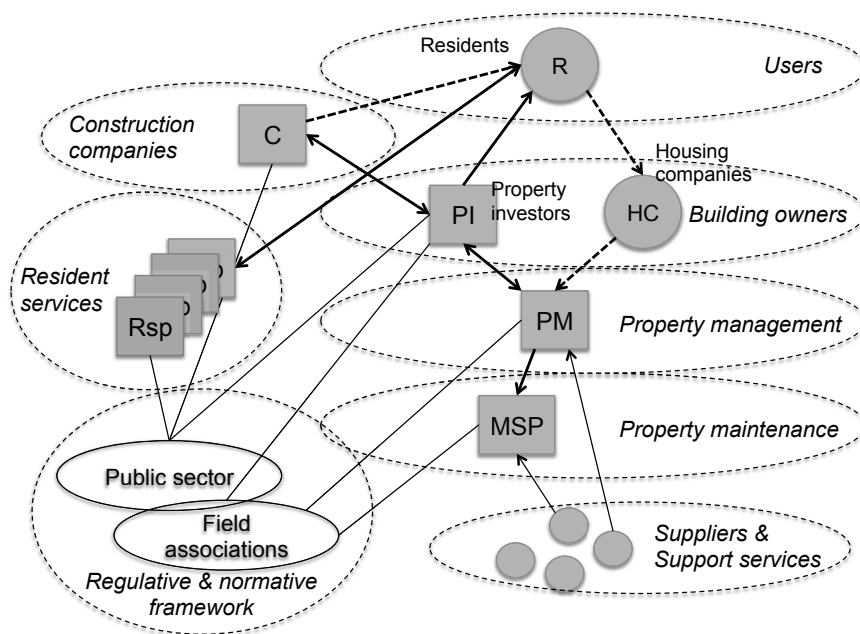 Residents
R
Users
Construction
companies
C
Housing
companies
Property
investors
PI
HC
Building owners
Resident
services
p
p
p
Rsp
PM
Property management
MSP
Property maintenance
Public sector
Field
associations
Suppliers &
Support services
Regulative & normative
framework